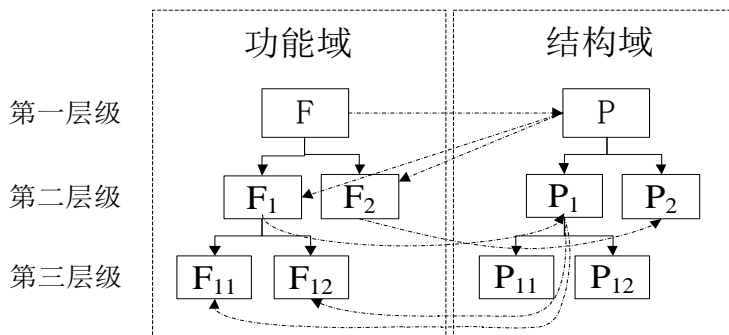 功能域 结构域
第一层级 F P
第二层级 F₁ F₂ P₁ P₂
第三层级 F₁₁ F₁₂ P₁₁ P₁₂